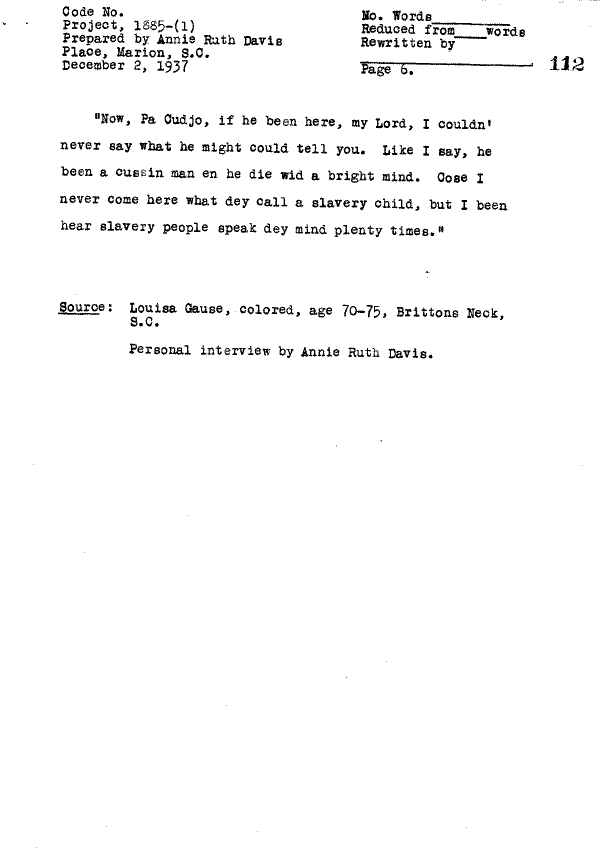 Code No.
Project, 1885-(1)
Prepared by Annie Ruth Davis
Place, Marion, S.C.
December 2, 1937
No. Words
Reduced from words
Rewritten by
Page 6.
112
"Now, Pa Cudjo, if he been here, my Lord, I couldn'
never say what he might could tell you. Like I say, he
been a cussin man en he die wid a bright mind. Cose I
never come here what dey call a slavery child, but I been
hear slavery people speak dey mind plenty times."
Source: Louisa Gause, colored, age 70-75, Brittons Neck,
S.C.
Personal interview by Annie Ruth Davis.